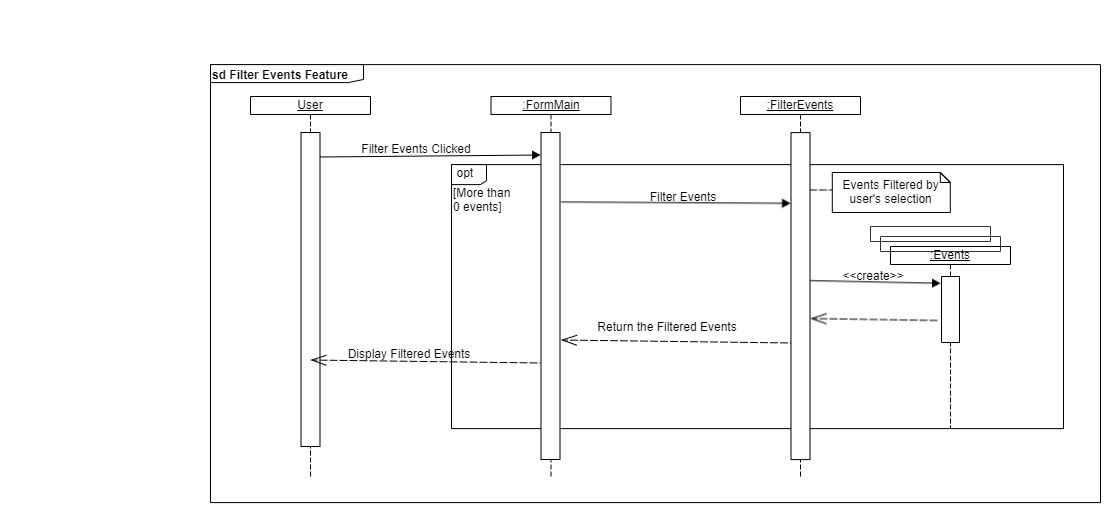 sd Filter Events Feature
User
:FormMain
:FilterEvents
Filter Events Clicked
opt
[More than
0 events]
Filter Events
Events Filtered by
user's selection
:Events
<<create>>
Return the Filtered Events
Display Filtered Events